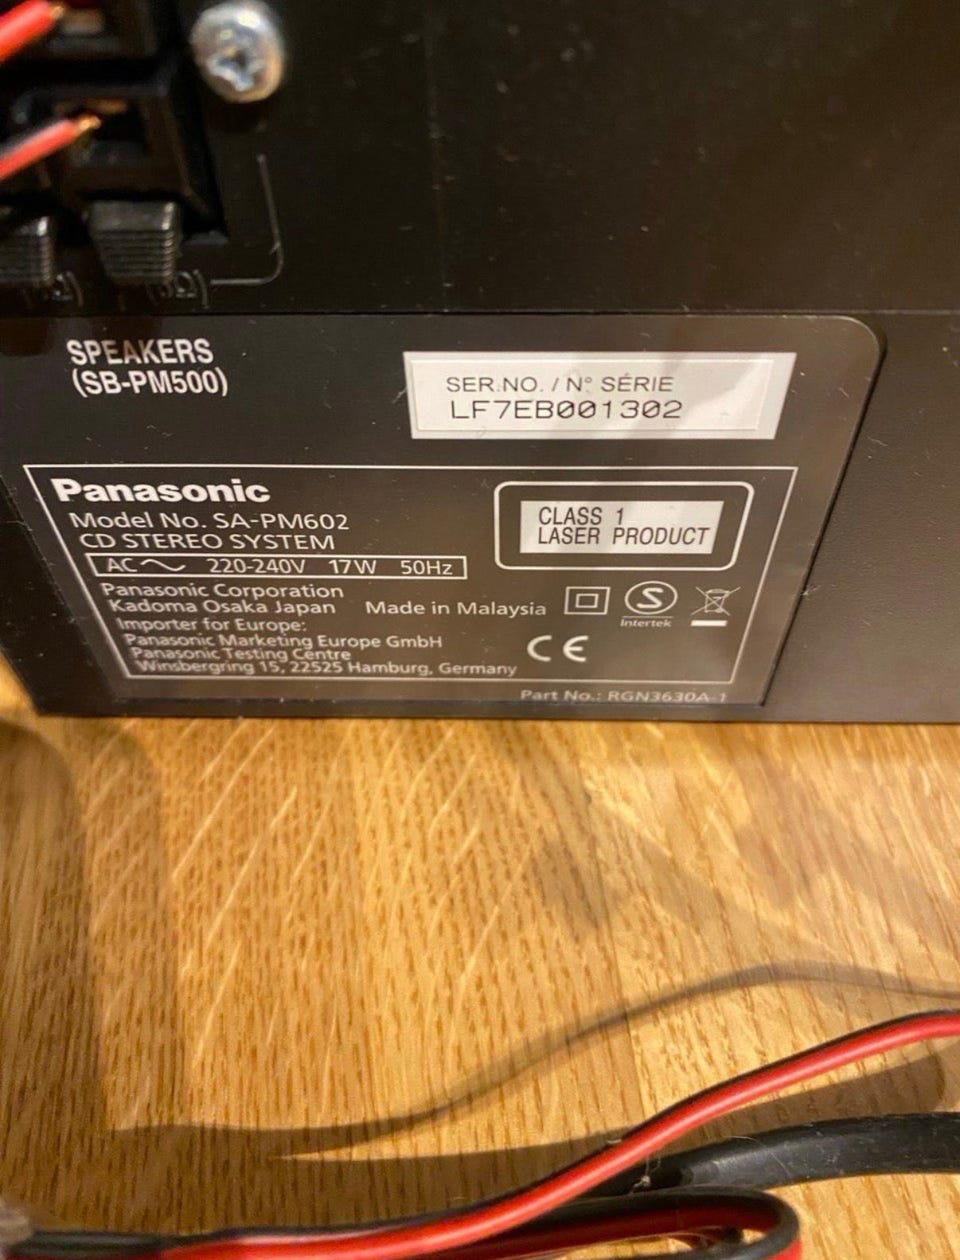 SPEAKERS
(SB-PM500)
SER.NO. / N° SÉRIE
LF7EB001302
Panasonic
Model No. SA-PM602
CD STEREO SYSTEM
AC 220-240V 17W 50Hz
CLASS 1
LASER PRODUCT
Panasonic Corporation
Kadoma Osaka Japan Made in Malaysia
Importer for Europe:
Panasonic Marketing Europe GmbH
Panasonic Testing Centre
Winsbergring 15, 22525 Hamburg, Germany
S
Intertek
CE
Part No.: RGN3630A-1